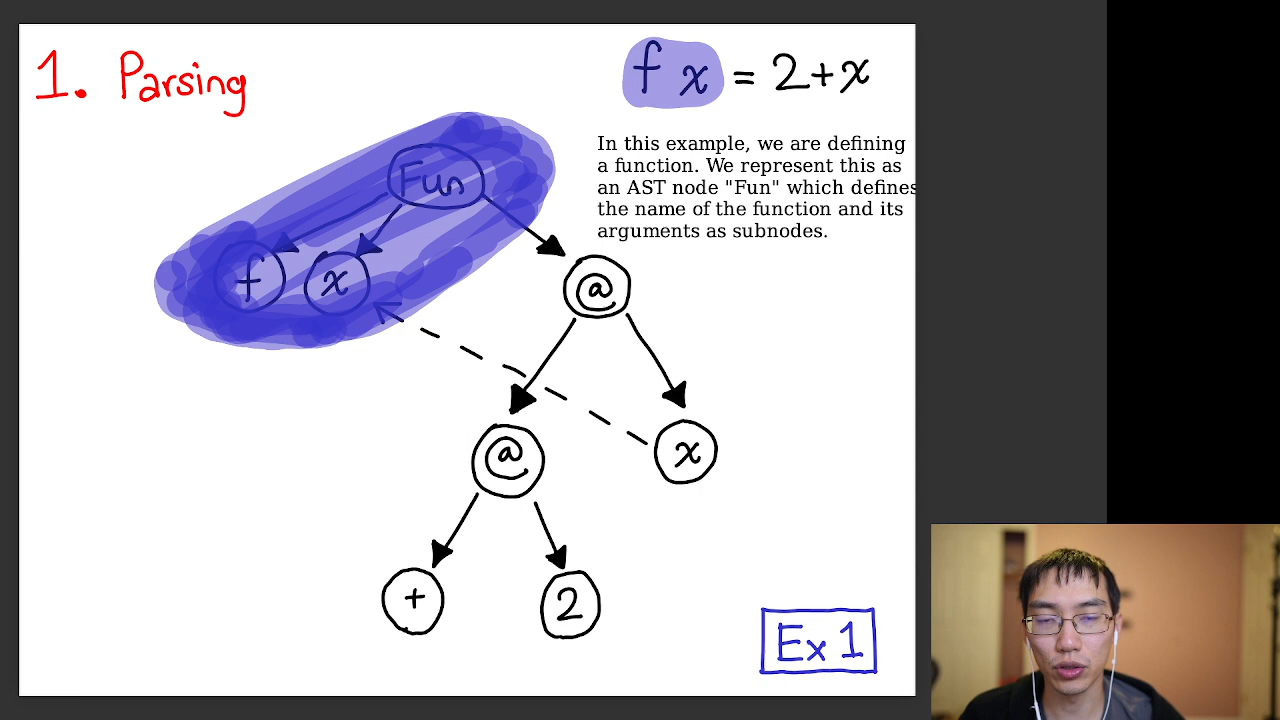 1. Parsing
f x = 2+x
In this example, we are defining
a function. We represent this as
an AST node "Fun" which defines
the name of the function and its
arguments as subnodes.
Fun
f x @
@ x
+ 2
Ex 1